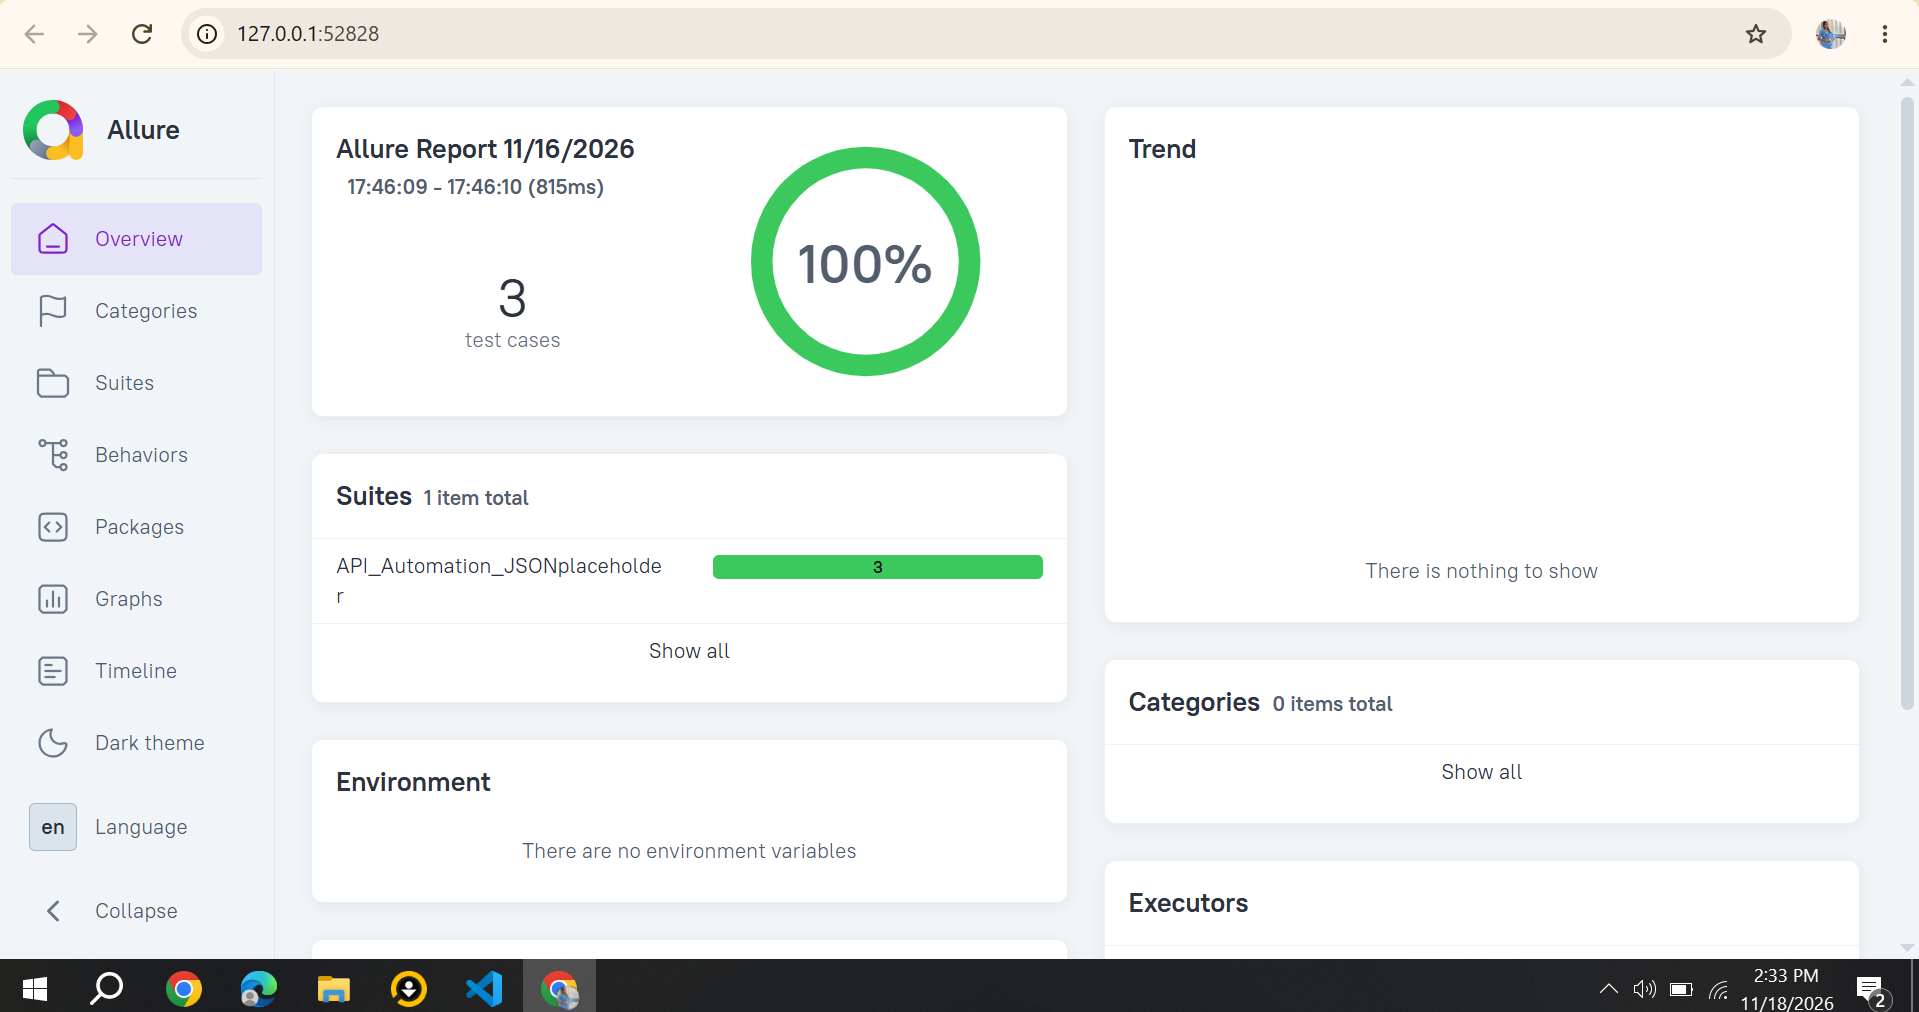 127.0.0.1:52828
Allure
Overview
Categories
Suites
Behaviors
Packages
Graphs
Timeline
Dark theme
en Language
Collapse
Allure Report 11/16/2026
17:46:09 - 17:46:10 (815ms)
3
test cases
100%
Suites 1 item total
API_Automation_JSONplaceholde
r
3
Show all
Environment
There are no environment variables
Trend
There is nothing to show
Categories 0 items total
Show all
Executors
2:33 PM
11/18/2026
2